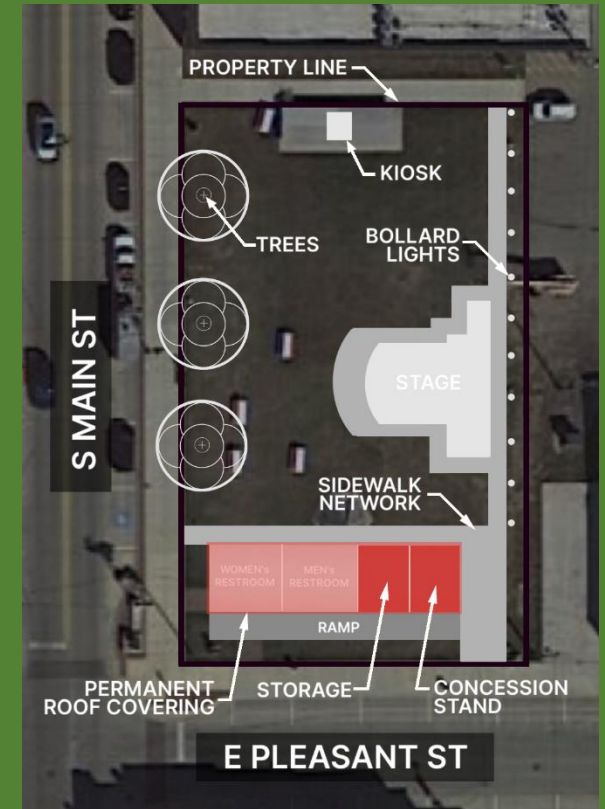 PROPERTY LINE
KIOSK
TREES
BOLLARD
LIGHTS
S MAIN ST
STAGE
SIDEWALK
NETWORK
WOMEN's
RESTROOM
MEN's
RESTROOM
RAMP
PERMANENT
ROOF COVERING
STORAGE
CONCESSION
STAND
E PLEASANT ST